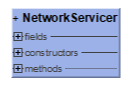 + NetworkServicer
fields
constructors
methods